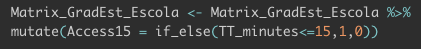 Matrix_GradEst_Escola <- Matrix_GradEst_Escola %>%
mutate(Access15 = if_else(TT_minutes<=15,1,0))